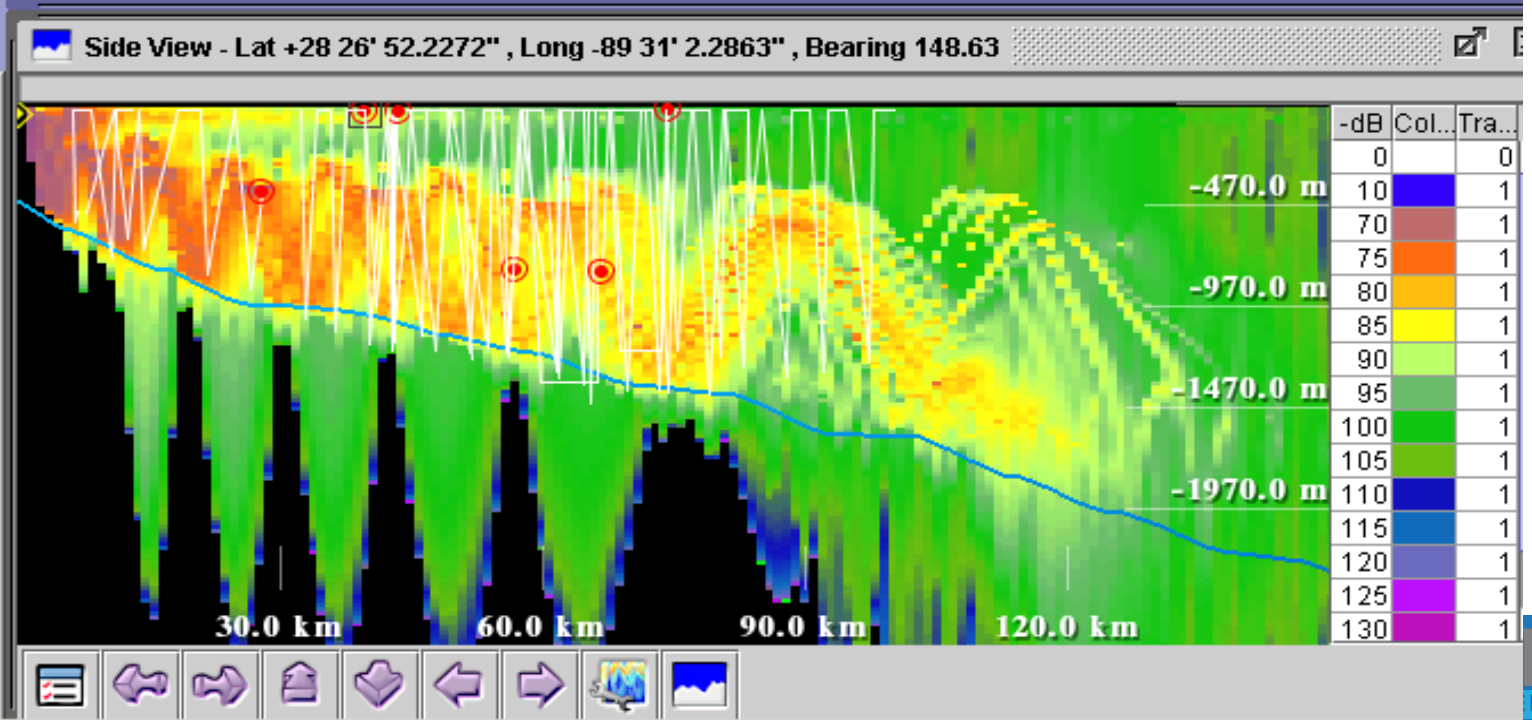 Side View - Lat +28 26' 52.2272" , Long -89 31' 2.2863" , Bearing 148.63
-dB Col... Tra...
0 0
10 1
70 1
75 1
80 1
85 1
90 1
95 1
100 1
105 1
110 1
115 1
120 1
125 1
130 1
-470.0 m
-970.0 m
-1470.0 m
-1970.0 m
30.0 km 60.0 km 90.0 km 120.0 km